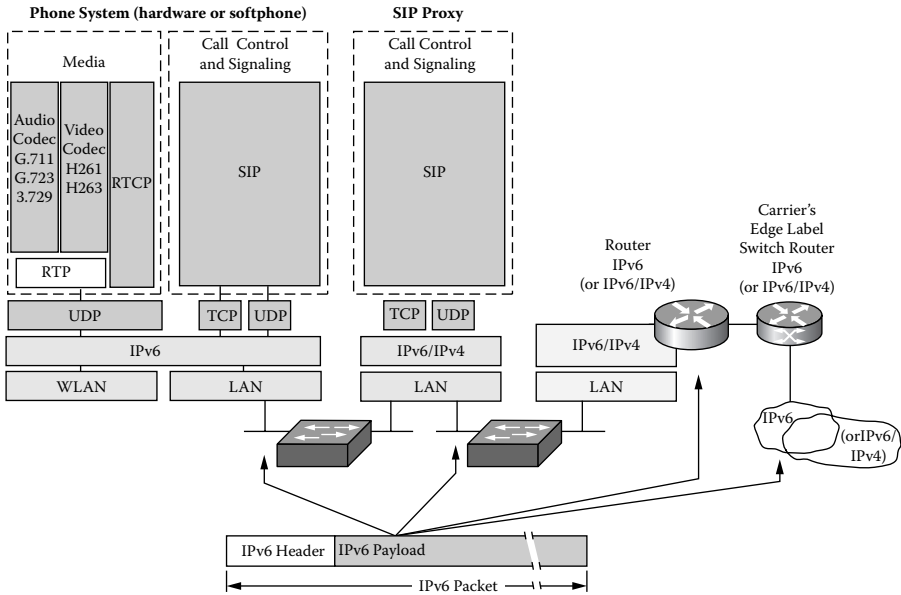 Phone System (hardware or softphone)
SIP Proxy
Media
Call Control
and Signaling
Call Control
and Signaling
Audio
Codec
G.711
G.723
3.729
Video
Codec
H261
H263
RTCP
RTP
SIP
SIP
UDP
TCP
UDP
TCP
UDP
IPv6
IPv6/IPv4
IPv6/IPv4
WLAN
LAN
LAN
LAN
Router
IPv6
(or IPv6/IPv4)
Carrier's
Edge Label
Switch Router
IPv6
(or IPv6/IPv4)
IPv6
(orIPv6/
IPv4)
IPv6 Header
IPv6 Payload
IPv6 Packet